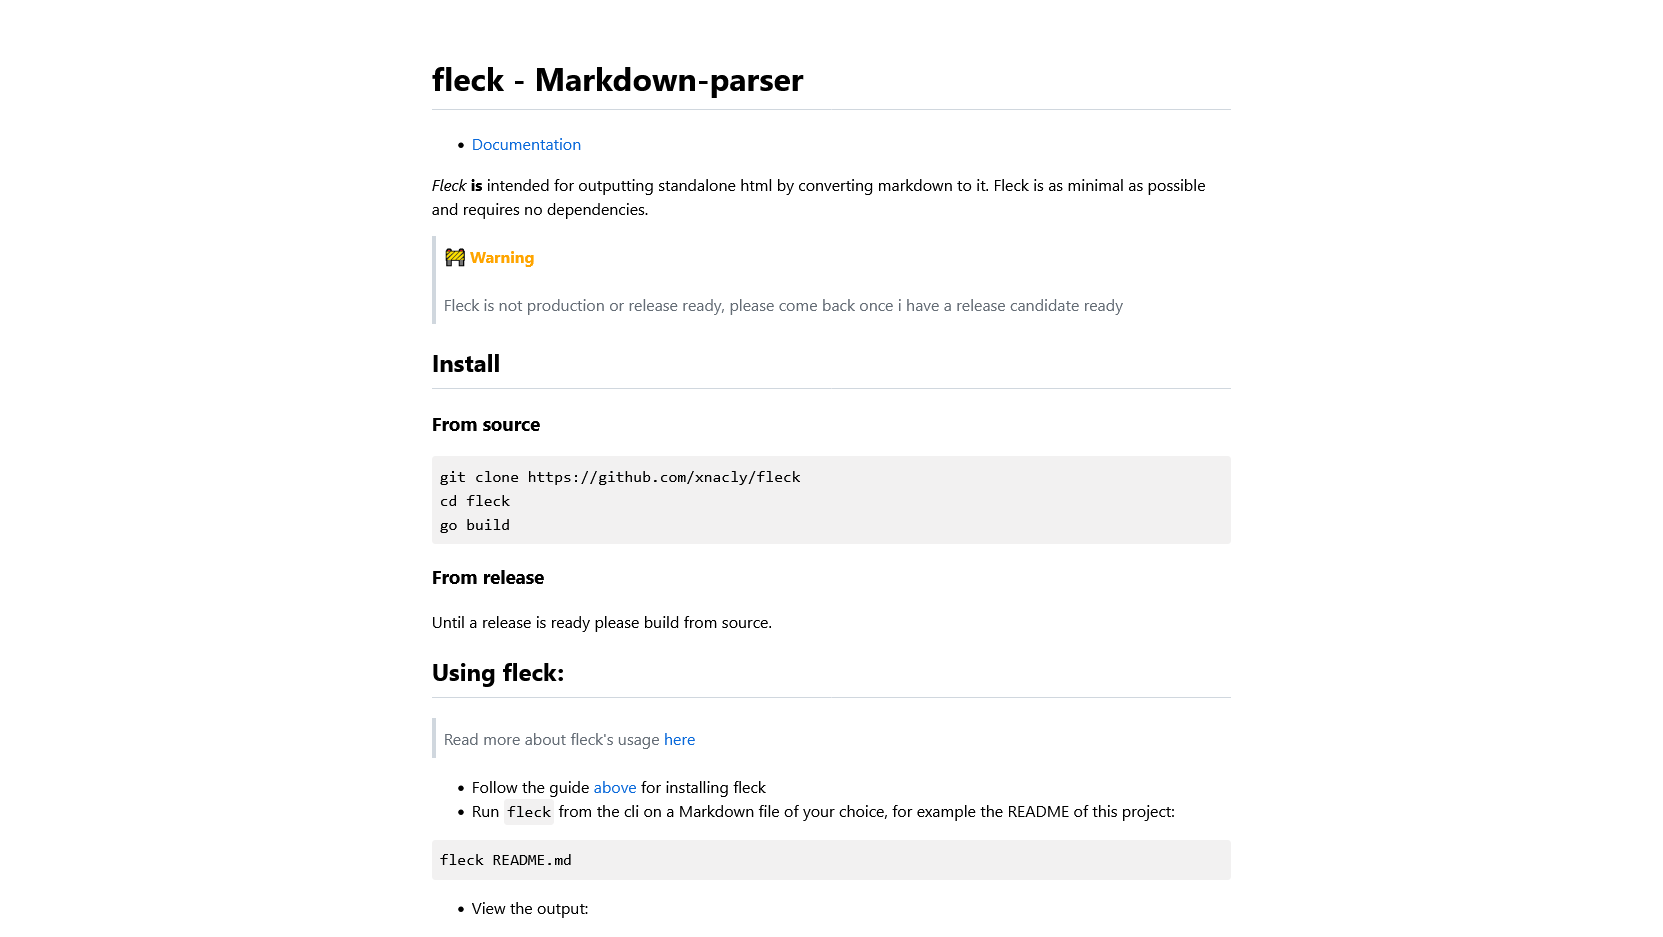 fleck - Markdown-parser
• Documentation
Fleck is intended for outputting standalone html by converting markdown to it. Fleck is as minimal as possible
and requires no dependencies.
🚧 Warning
Fleck is not production or release ready, please come back once i have a release candidate ready
Install
From source
git clone https://github.com/xnacly/fleck
cd fleck
go build
From release
Until a release is ready please build from source.
Using fleck:
Read more about fleck's usage here
• Follow the guide above for installing fleck
• Run fleck from the cli on a Markdown file of your choice, for example the README of this project:
fleck README.md
• View the output: